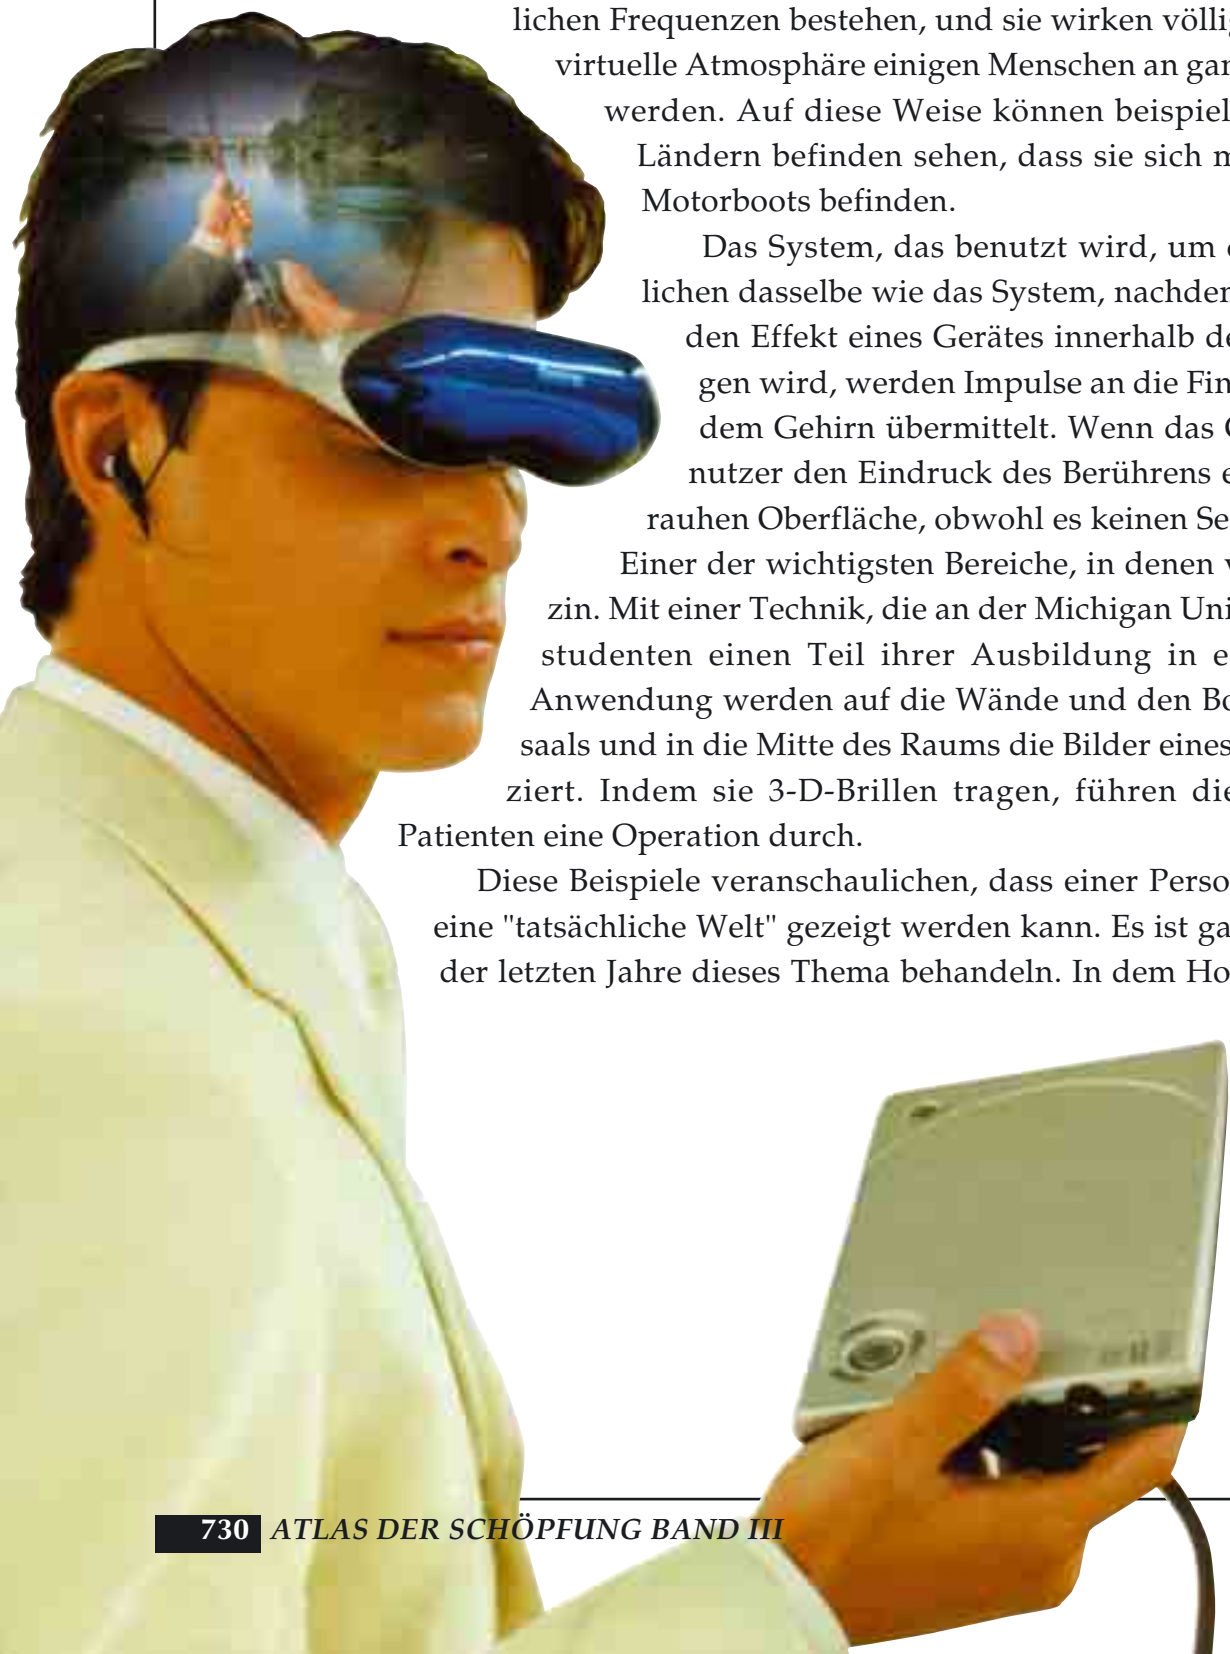 lichen Frequenzen bestehen, und sie wirken völlig
virtuelle Atmosphäre einigen Menschen an gan
werden. Auf diese Weise können beispiel
Ländern befinden sehen, dass sie sich m
Motorboots befinden.
Das System, das benutzt wird, um
lichen dasselbe wie das System, nachdem
den Effekt eines Gerätes innerhalb de
gen wird, werden Impulse an die Fin
dem Gehirn übermittelt. Wenn das
nutzer den Eindruck des Berührens e
rauhen Oberfläche, obwohl es keinen Se
Einer der wichtigsten Bereiche, in denen v
zin. Mit einer Technik, die an der Michigan Uni
studenten einen Teil ihrer Ausbildung in e
Anwendung werden auf die Wände und den Bo
saals und in die Mitte des Raums die Bilder eines
ziert. Indem sie 3-D-Brillen tragen, führen die
Patienten eine Operation durch.
Diese Beispiele veranschaulichen, dass einer Perso
eine "tatsächliche Welt" gezeigt werden kann. Es ist ga
der letzten Jahre dieses Thema behandeln. In dem Ho
730 ATLAS DER SCHÖPFUNG BAND III